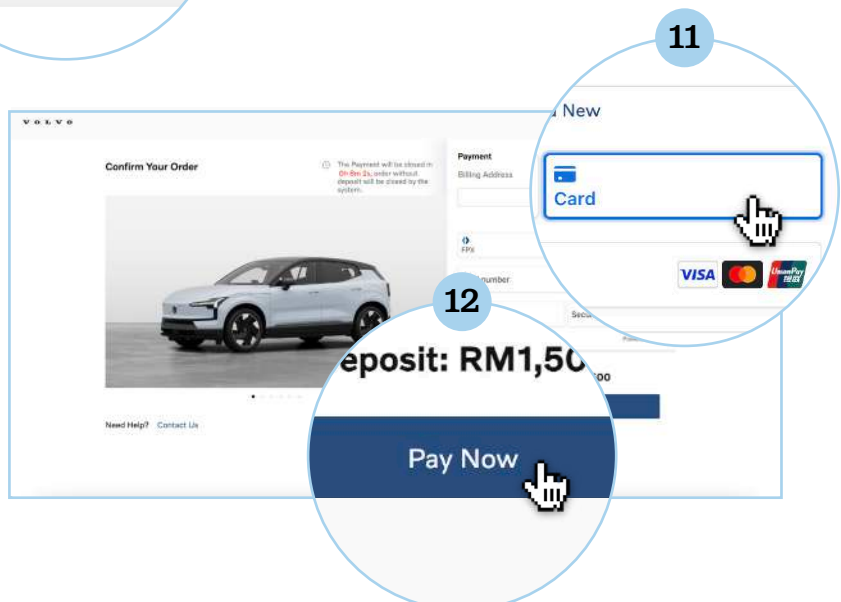 11
VOLVO
Confirm Your Order
The Payment will be closed in
0h 8m 2s, order without
deposit will be closed by the
system.
Payment
Billing Address
New
Card
FPX
number
VISA
UnionPay
银联
12
Secu
eposit: RM1,50
500
Pay Now
Need Help? Contact Us